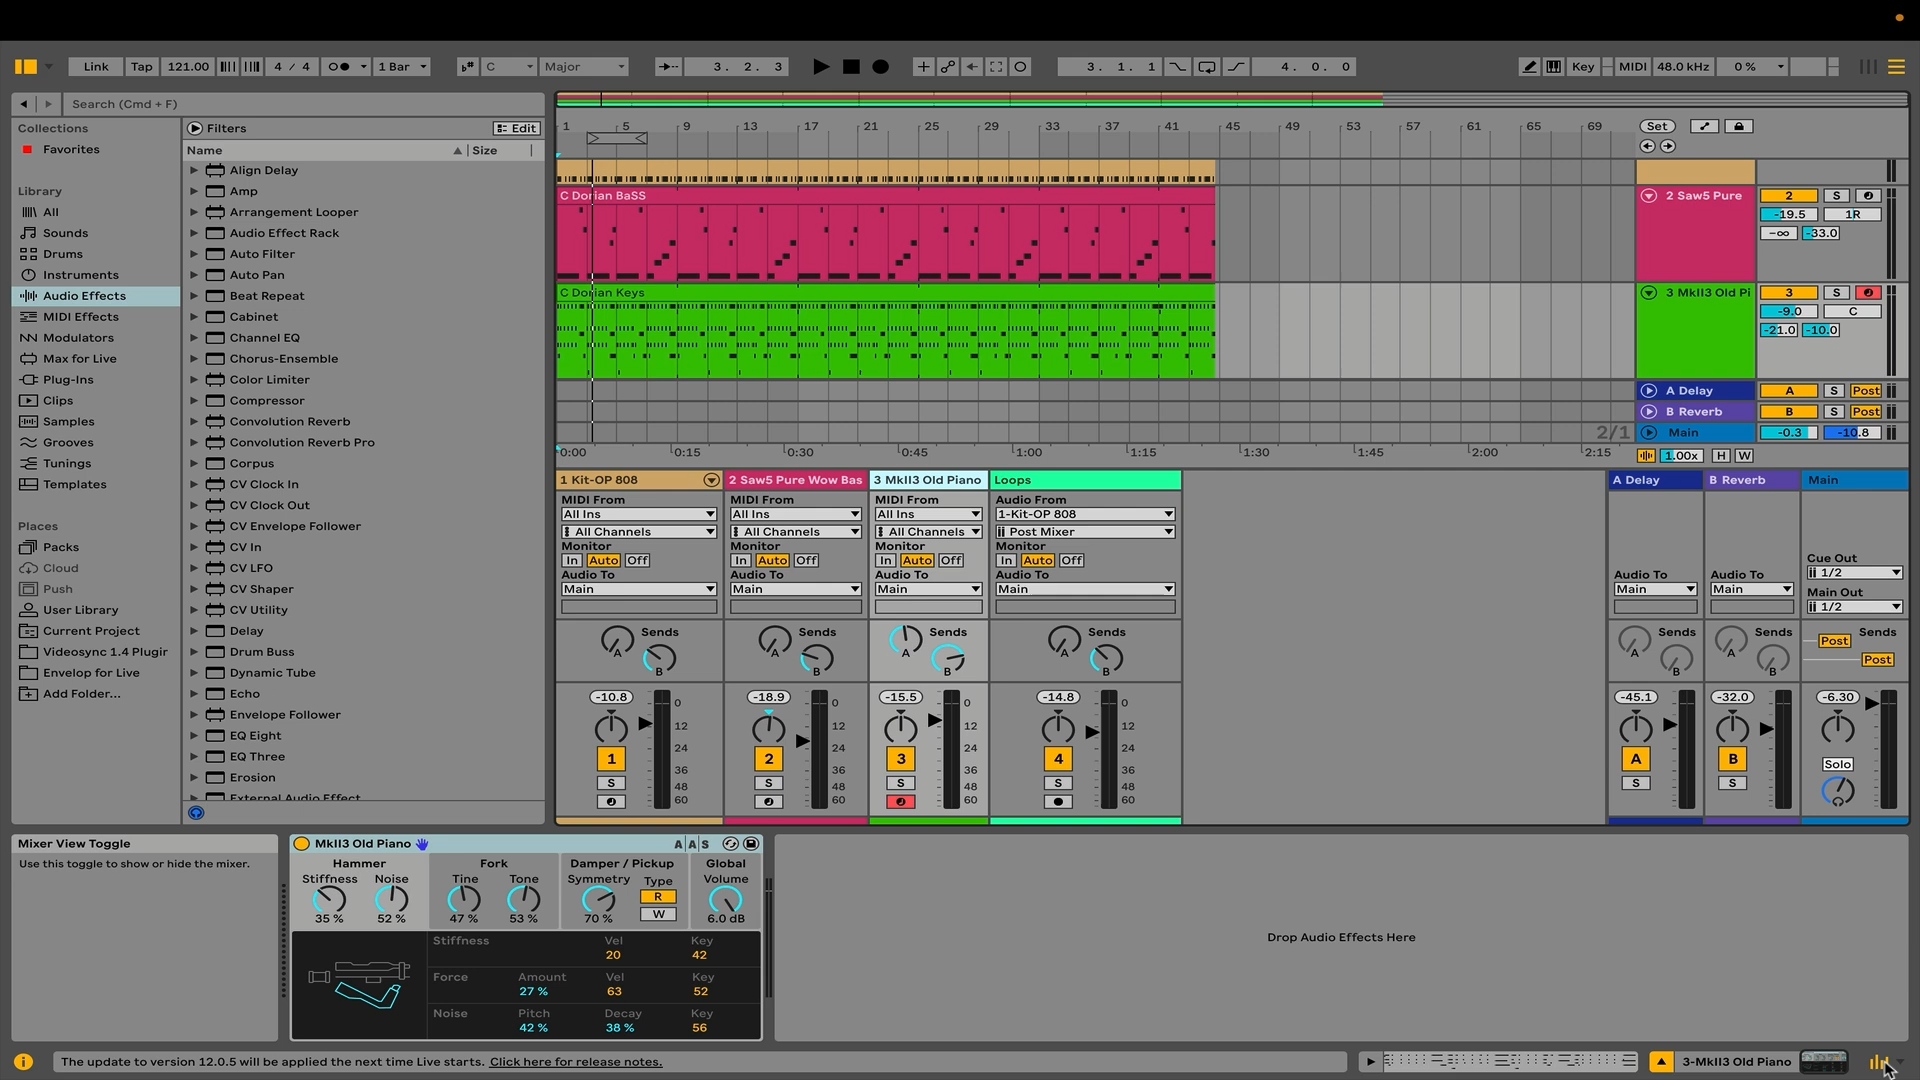 Link Tap 121.00 4 / 4 1 Bar C Major 3. 2. 3 3. 1. 1 4. 0. 0 Key MIDI 48.0 kHz 0 %
Search (Cmd + F)
Collections
Favorites
Library
All
Sounds
Drums
Instruments
Audio Effects
MIDI Effects
Modulators
Max for Live
Plug-Ins
Clips
Samples
Grooves
Tunings
Templates
Places
Packs
Cloud
Push
User Library
Current Project
Videosync 1.4 Plugir
Envelop for Live
Add Folder...
Filters Edit
Name Size
Align Delay
Amp
Arrangement Looper
Audio Effect Rack
Auto Filter
Auto Pan
Beat Repeat
Cabinet
Channel EQ
Chorus-Ensemble
Color Limiter
Compressor
Convolution Reverb
Convolution Reverb Pro
Corpus
CV Clock In
CV Clock Out
CV Envelope Follower
CV In
CV LFO
CV Shaper
CV Utility
Delay
Drum Buss
Dynamic Tube
Echo
Envelope Follower
EQ Eight
EQ Three
Erosion
External Audio Effect
1 5 9 13 17 21 25 29 33 37 41 45 49 53 57 61 65 69 Set
C Dorian BaSS
2 Saw5 Pure 2 S
-19.5 1R
-∞ -33.0
C Dorian Keys
3 MkII3 Old Pi 3 S
-9.0 C
-21.0 -10.0
A Delay A S Post
B Reverb B S Post
2/1 Main -0.3 -10.8
0:00 0:15 0:30 0:45 1:00 1:15 1:30 1:45 2:00 2:15 1.00x H W
1 Kit-OP 808 2 Saw5 Pure Wow Bas 3 MkII3 Old Piano Loops A Delay B Reverb Main
MIDI From MIDI From MIDI From Audio From
All Ins All Ins All Ins 1-Kit-OP 808
All Channels All Channels All Channels Post Mixer
Monitor Monitor Monitor Monitor Cue Out
In Auto Off In Auto Off In Auto Off In Auto Off 1/2
Audio To Audio To Audio To Audio To Audio To Audio To Main Out
Main Main Main Main Main Main 1/2
Sends Sends Sends Sends Sends Sends Sends
A A A A A A Post
B B B B B B Post
-10.8 -18.9 -15.5 -14.8 -45.1 -32.0 -6.30
0 0 0 0
12 12 12 12
24 24 24 24
1 2 3 4 A B Solo
36 36 36 36
S S S S S S
48 48 48 48
60 60 60 60
Mixer View Toggle
Use this toggle to show or hide the mixer.
MkII3 Old Piano A A S
Hammer Fork Damper / Pickup Global
Stiffness Noise Tine Tone Symmetry Type Volume
R
W
35 % 52 % 47 % 53 % 70 % 6.0 dB
Stiffness Vel Key
20 42
Force Amount Vel Key
27 % 63 52
Noise Pitch Decay Key
42 % 38 % 56
Drop Audio Effects Here
The update to version 12.0.5 will be applied the next time Live starts. Click here for release notes.
3-MkII3 Old Piano